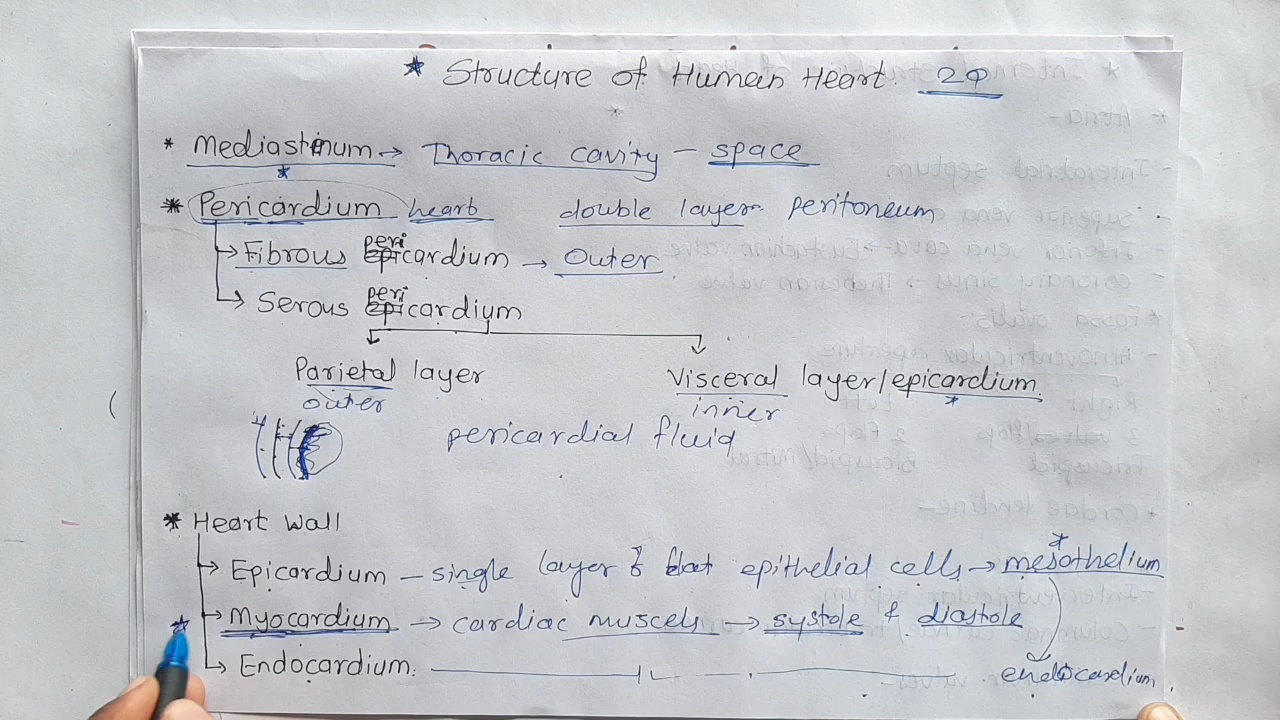 * Structure of Human Heart. 2Q
* Mediastinum → Thoracic cavity - space
* Pericardium heart double layer - peritoneum
→ Fibrous pericardium → Outer
→ Serous pericardium
Parietal layer Visceral layer/epicardium
outer inner
pericardial fluid
* Heart Wall
→ Epicardium - single layer of flat epithelial cells → mesothelium
* → Myocardium → cardiac muscels → systole & diastole
→ Endocardium. endocardium.